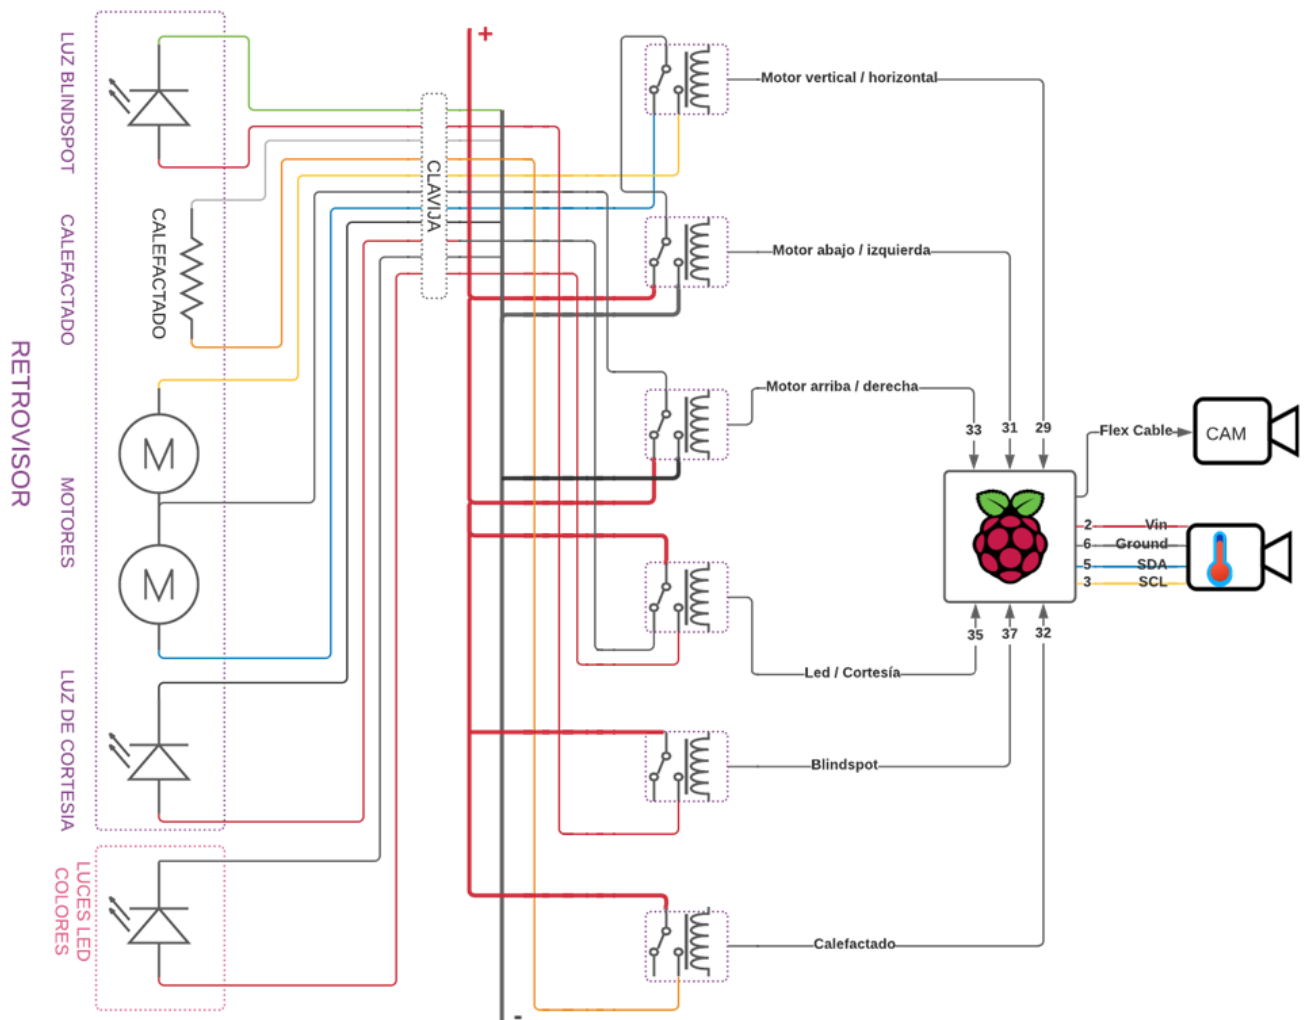 RETROVISOR
LUZ BLINDSPOT
CALEFACTADO
MOTORES
LUZ DE CORTESIA
LUCES LED
COLORES
CALEFACTADO
M
M
CLAVIJA
+
-
Motor vertical / horizontal
Motor abajo / izquierda
Motor arriba / derecha
Led / Cortesía
Blindspot
Calefactado
33
31
29
35
37
32
Flex Cable
CAM
2 Vin
6 Ground
5 SDA
3 SCL